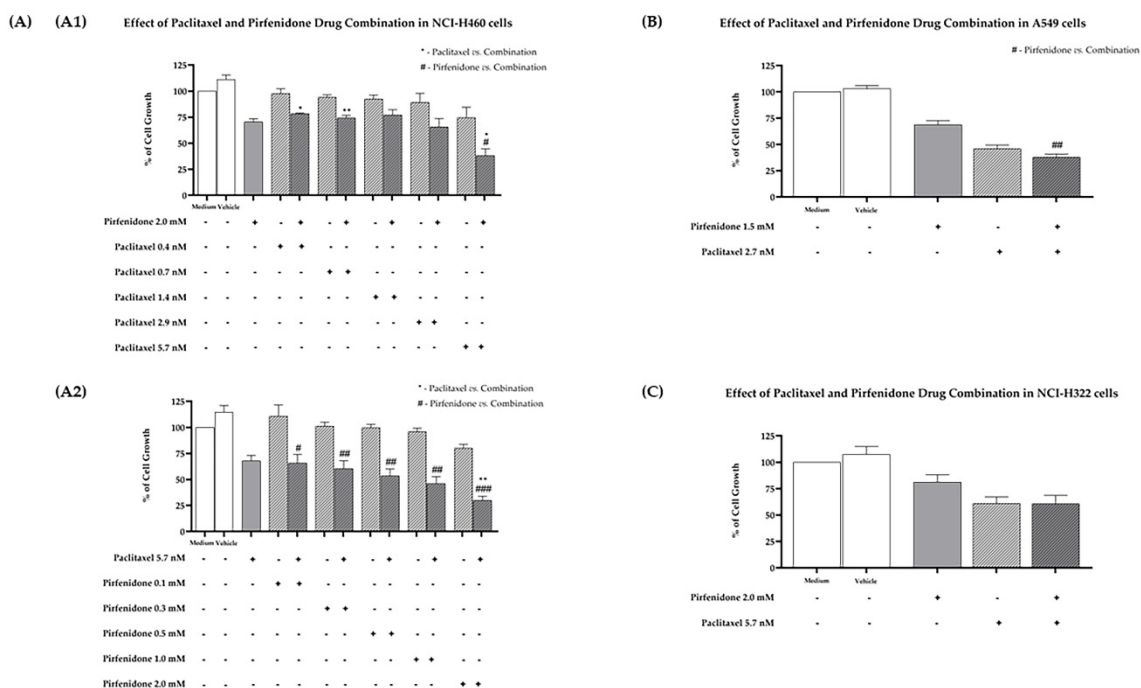 (A) (A1) Effect of Paclitaxel and Pirfenidone Drug Combination in NCI-H460 cells
* - Paclitaxel vs. Combination
# - Pirfenidone vs. Combination
% of Cell Growth
125
100
75
50
25
0
* ** * #
Medium Vehicle
Pirfenidone 2.0 mM - - + - + - + - + - + - +
Paclitaxel 0.4 nM - - - + + - - - - - - - -
Paclitaxel 0.7 nM - - - - - + + - - - - - -
Paclitaxel 1.4 nM - - - - - - - + + - - - -
Paclitaxel 2.9 nM - - - - - - - - - + + - -
Paclitaxel 5.7 nM - - - - - - - - - - - + +
(A2)
* - Paclitaxel vs. Combination
# - Pirfenidone vs. Combination
% of Cell Growth
125
100
75
50
25
0
# ## ## ## ** ###
Medium Vehicle
Paclitaxel 5.7 nM - - + - + - + - + - + - +
Pirfenidone 0.1 mM - - - + + - - - - - - - -
Pirfenidone 0.3 mM - - - - - + + - - - - - -
Pirfenidone 0.5 mM - - - - - - - + + - - - -
Pirfenidone 1.0 mM - - - - - - - - - + + - -
Pirfenidone 2.0 mM - - - - - - - - - - - + +
(B) Effect of Paclitaxel and Pirfenidone Drug Combination in A549 cells
# - Pirfenidone vs. Combination
% of Cell Growth
125
100
75
50
25
0
##
Medium Vehicle
Pirfenidone 1.5 mM - - + - +
Paclitaxel 2.7 nM - - - + +
(C) Effect of Paclitaxel and Pirfenidone Drug Combination in NCI-H322 cells
% of Cell Growth
125
100
75
50
25
0
Medium Vehicle
Pirfenidone 2.0 mM - - + - +
Paclitaxel 5.7 nM - - - + +